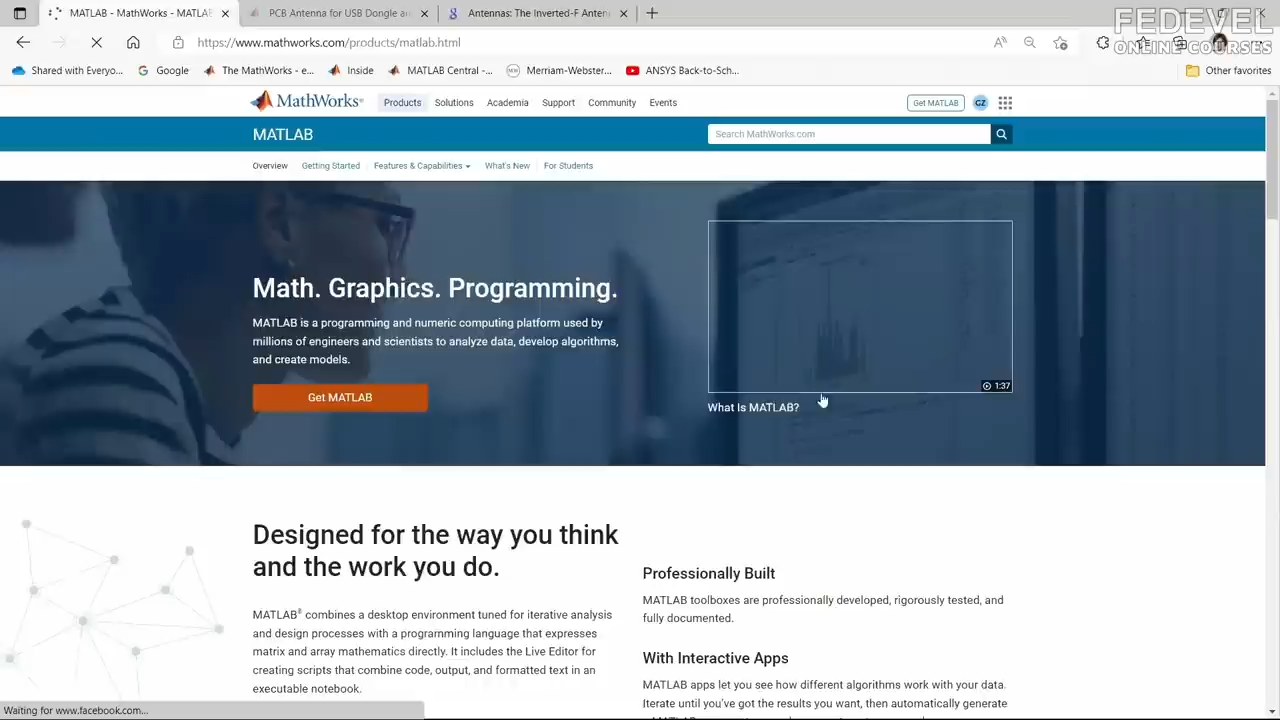 MATLAB - MathWorks - MATLA
PCB Antenna for USB Dongle an
Antennas: The Inverted-F Anten
FEDEVEL
ONLINE COURSES
https://www.mathworks.com/products/matlab.html
Shared with Everyo...
Google
The MathWorks - e...
Inside
MATLAB Central -...
Merriam-Webster...
ANSYS Back-to-Sch...
Other favorites
MathWorks®
Products
Solutions
Academia
Support
Community
Events
Get MATLAB
GZ
MATLAB
Search MathWorks.com
Overview
Getting Started
Features & Capabilities
What's New
For Students
Math. Graphics. Programming.
MATLAB is a programming and numeric computing platform used by
millions of engineers and scientists to analyze data, develop algorithms,
and create models.
Get MATLAB
1:37
What Is MATLAB?
Designed for the way you think
and the work you do.
MATLAB® combines a desktop environment tuned for iterative analysis
and design processes with a programming language that expresses
matrix and array mathematics directly. It includes the Live Editor for
creating scripts that combine code, output, and formatted text in an
executable notebook.
Professionally Built
MATLAB toolboxes are professionally developed, rigorously tested, and
fully documented.
With Interactive Apps
MATLAB apps let you see how different algorithms work with your data.
Iterate until you've got the results you want, then automatically generate
Waiting for www.facebook.com...